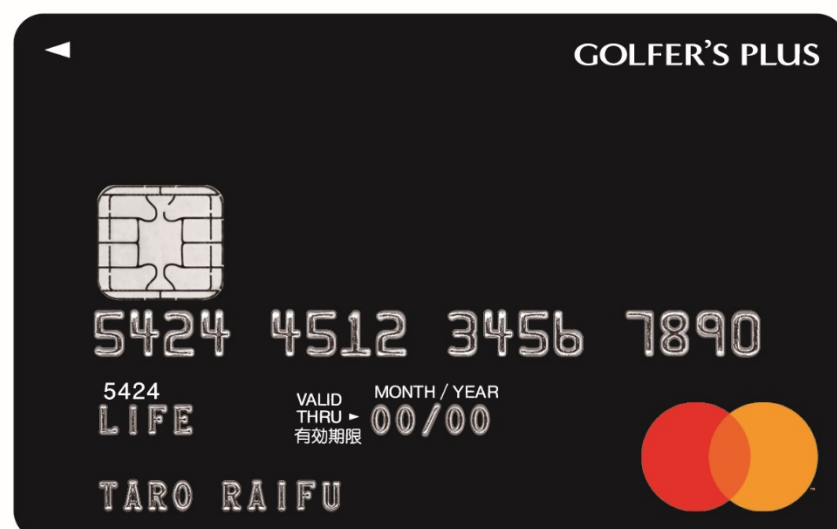 GOLFER'S PLUS
5424 4512 3456 7890
5424
LIFE
VALID
THRU
有効期限
MONTH / YEAR
00/00
TARO RAIFU